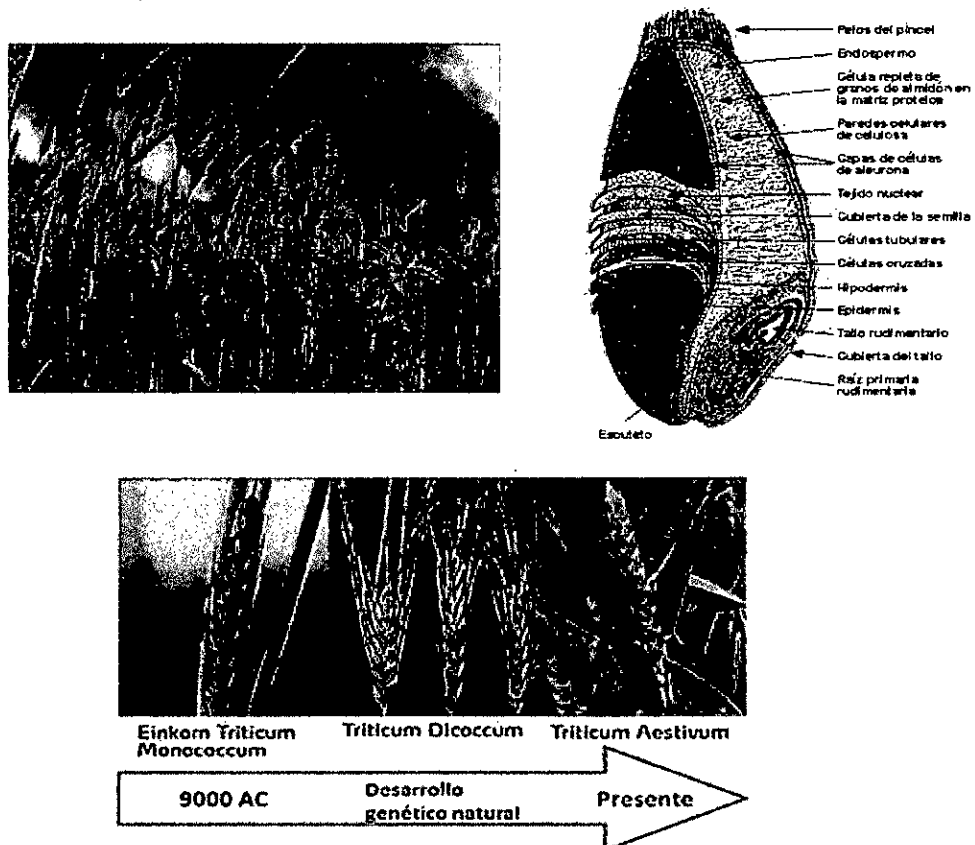 Pelos del pincel
Endospermo
Célula repleta de
granos de almidón en
la matriz proteica
Paredes celulares
de celulosa
Capas de células
de aleurona
Tejido nuclear
Cubierta de la semilla
Células tubulares
Células cruzadas
Hipodermis
Epidermis
Tallo rudimentario
Cubierta del tallo
Raíz primaria
rudimentaria
Escuteto
Einkorn Triticum
Monococcum
Triticum Dicoccum
Triticum Aestivum
9000 AC
Desarrollo
genético natural
Presente